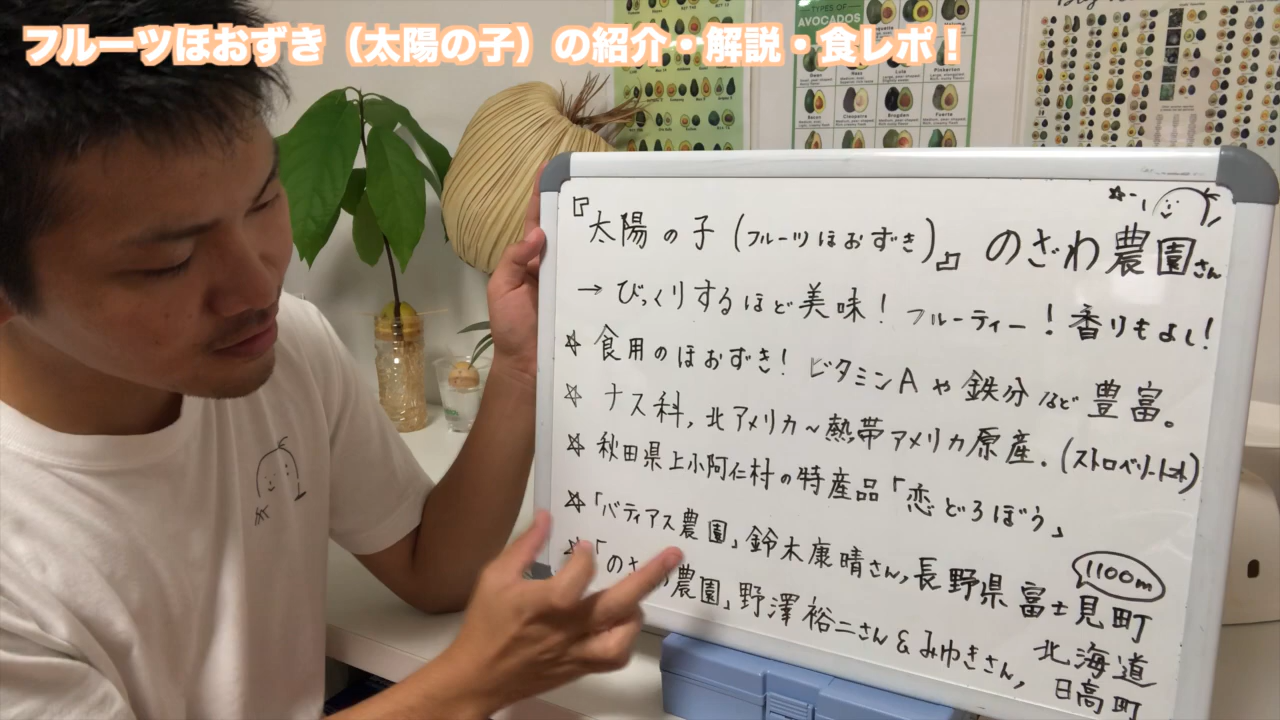 フルーツほおずき（太陽の子）の紹介・解説・食レポ！
TYPES OF
AVOCADOS
『太陽の子（フルーツほおずき）』のざわ農園さん
→ びっくりするほど美味！フルーティー！香りもよし！
☆ 食用のほおずき！ビタミンAや鉄分など豊富。
☆ ナス科，北アメリカ〜熱帯アメリカ原産．（ストロベリートマト）
☆ 秋田県上小阿仁村の特産品「恋どろぼう」
☆「バティアス農園」鈴木康晴さん，長野県富士見町
1100m
☆「のざわ農園」野澤裕二さん＆みゆきさん，北海道
日高町